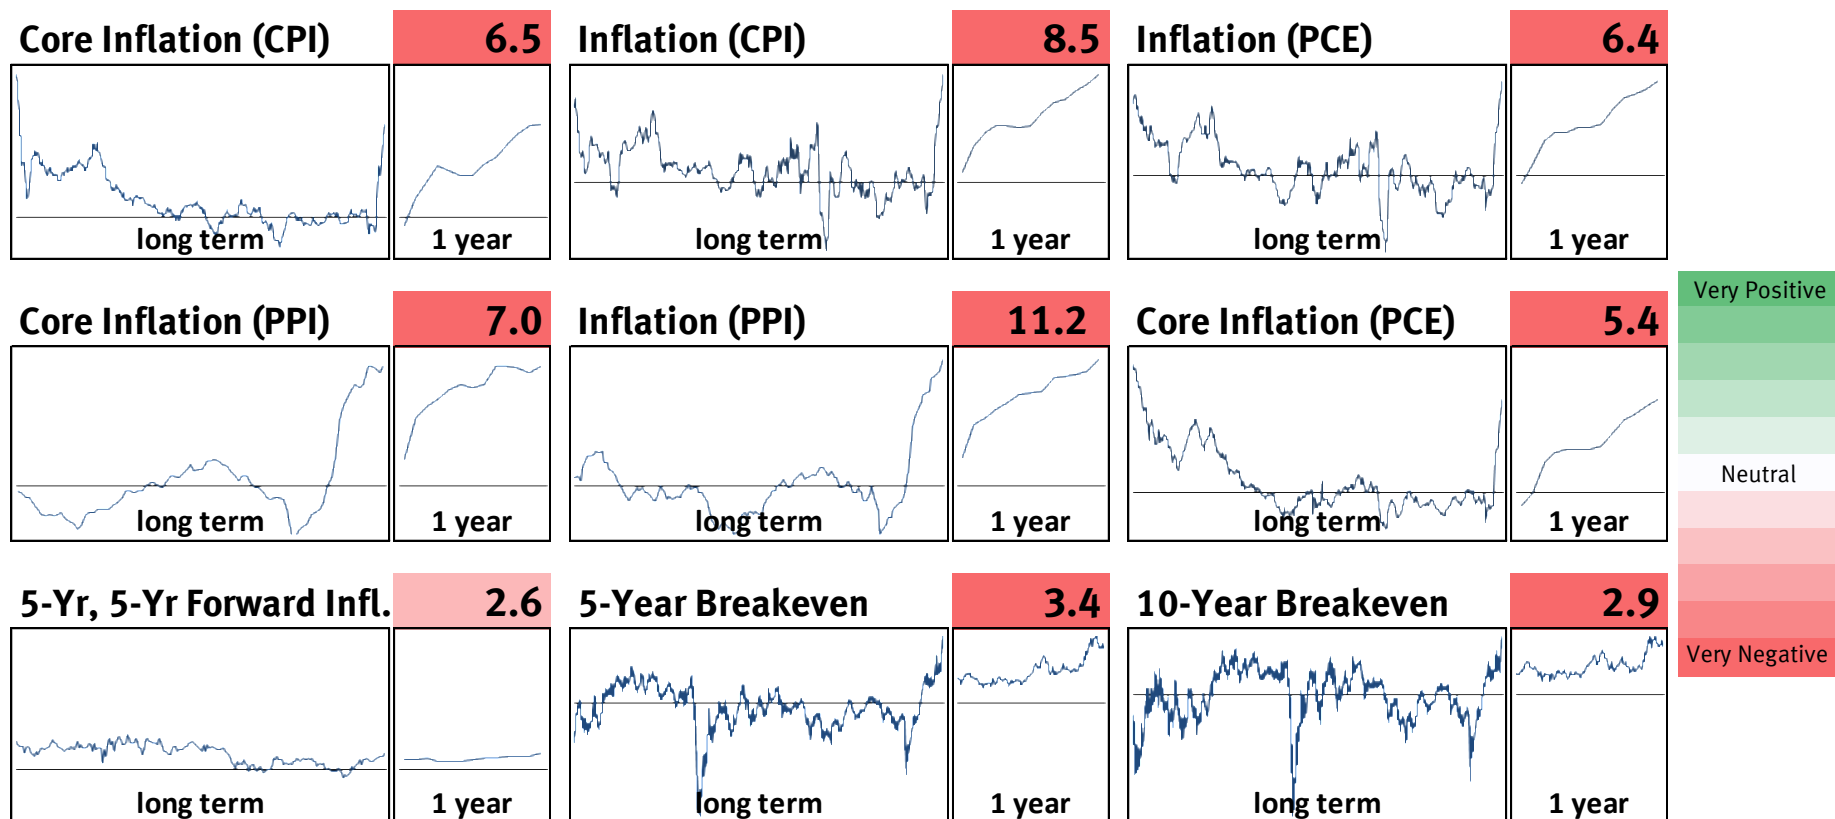 Core Inflation (CPI) 6.5 Inflation (CPI) 8.5 Inflation (PCE) 6.4
long term 1 year long term 1 year long term 1 year
Very Positive
Core Inflation (PPI) 7.0 Inflation (PPI) 11.2 Core Inflation (PCE) 5.4
Neutral
long term 1 year long term 1 year long term 1 year
5-Yr, 5-Yr Forward Infl. 2.6 5-Year Breakeven 3.4 10-Year Breakeven 2.9
Very Negative
long term 1 year long term 1 year long term 1 year